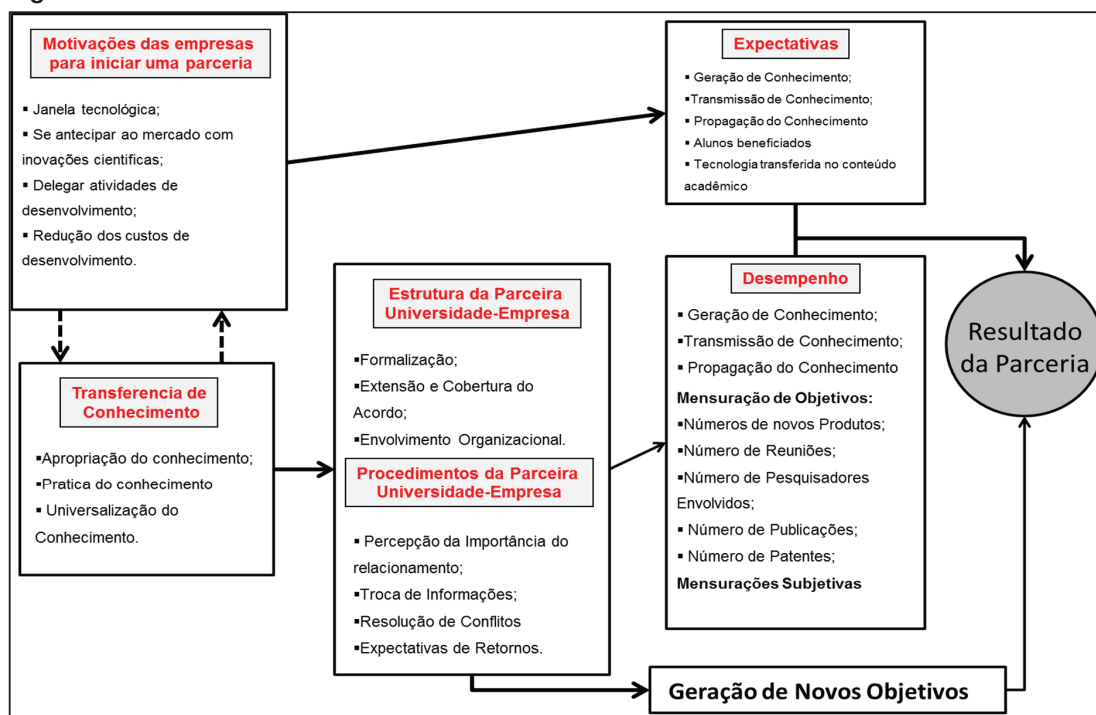 Motivações das empresas
para iniciar uma parceria
▪ Janela tecnológica;
▪ Se antecipar ao mercado com
inovações cientificas;
▪ Delegar atividades de
desenvolvimento;
▪ Redução dos custos de
desenvolvimento.
Transferencia de
Conhecimento
▪Apropriação do conhecimento;
▪Pratica do conhecimento
▪ Universalização do
Conhecimento.
Estrutura da Parceira
Universidade-Empresa
▪Formalização;
▪Extensão e Cobertura do
Acordo;
▪Envolvimento Organizacional.
Procedimentos da Parceira
Universidade-Empresa
▪ Percepção da Importância do
relacionamento;
▪Troca de Informações;
▪Resolução de Conflitos
▪Expectativas de Retornos.
Expectativas
▪ Geração de Conhecimento;
▪Transmissão de Conhecimento;
▪ Propagação do Conhecimento
▪ Alunos beneficiados
▪ Tecnologia transferida no conteúdo
acadêmico
Desempenho
▪ Geração de Conhecimento;
▪Transmissão de Conhecimento;
▪ Propagação do Conhecimento
Mensuração de Objetivos:
▪Números de novos Produtos;
▪Número de Reuniões;
▪Número de Pesquisadores
Envolvidos;
▪ Número de Publicações;
▪ Número de Patentes;
Mensurações Subjetivas
Resultado
da Parceria
Geração de Novos Objetivos